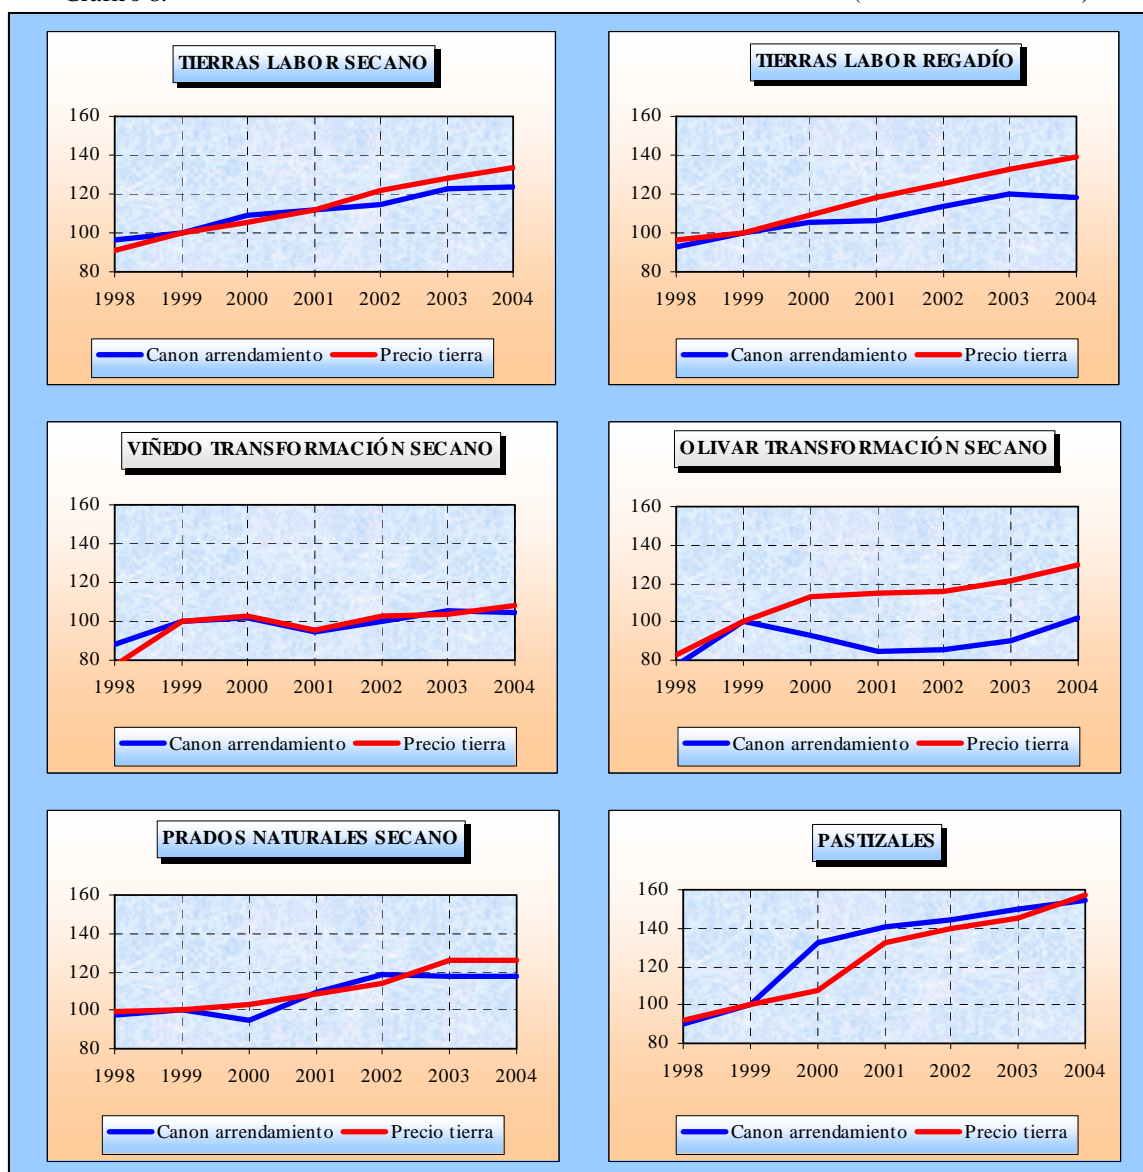 TIERRAS LABOR SECANO
160
140
120
100
80
1998 1999 2000 2001 2002 2003 2004
Canon arrendamiento Precio tierra
TIERRAS LABOR REGADÍO
160
140
120
100
80
1998 1999 2000 2001 2002 2003 2004
Canon arrendamiento Precio tierra
VIÑEDO TRANSFORMACIÓN SECANO
160
140
120
100
80
1998 1999 2000 2001 2002 2003 2004
Canon arrendamiento Precio tierra
OLIVAR TRANSFORMACIÓN SECANO
160
140
120
100
80
1998 1999 2000 2001 2002 2003 2004
Canon arrendamiento Precio tierra
PRADOS NATURALES SECANO
160
140
120
100
80
1998 1999 2000 2001 2002 2003 2004
Canon arrendamiento Precio tierra
PASTIZALES
160
140
120
100
80
1998 1999 2000 2001 2002 2003 2004
Canon arrendamiento Precio tierra